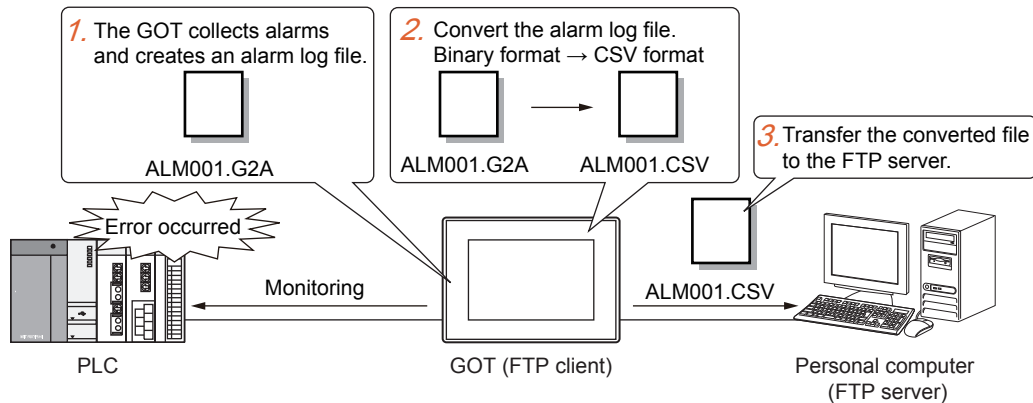 1. The GOT collects alarms
and creates an alarm log file.
ALM001.G2A
2. Convert the alarm log file.
Binary format → CSV format
ALM001.G2A
ALM001.CSV
3. Transfer the converted file
to the FTP server.
Error occurred
Monitoring
ALM001.CSV
PLC
GOT (FTP client)
Personal computer
(FTP server)